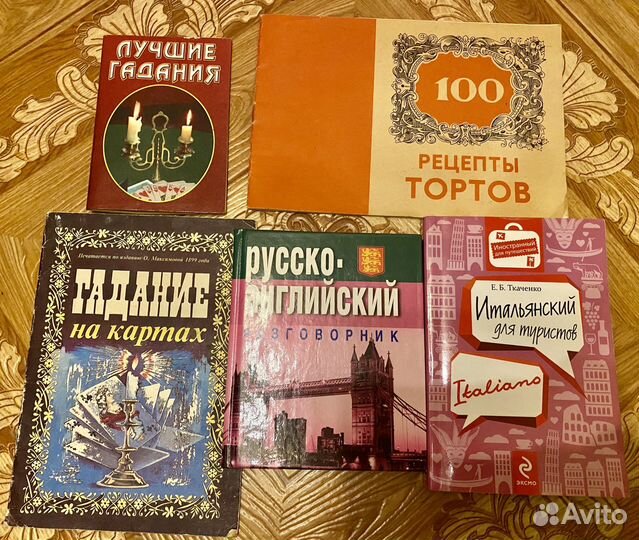 ЛУЧШИЕ
ГАДАНИЯ
100
РЕЦЕПТЫ
ТОРТОВ
Печатается по изданию О. Максимовой 1899 года
ГАДАНИЕ
на картах
РУССКО-
АНГЛИЙСКИЙ
РАЗГОВОРНИК
Иностранный
для путешествий
Е. Б. Ткаченко
Итальянский
для туристов
Italiano
ЭКСМО
Avito